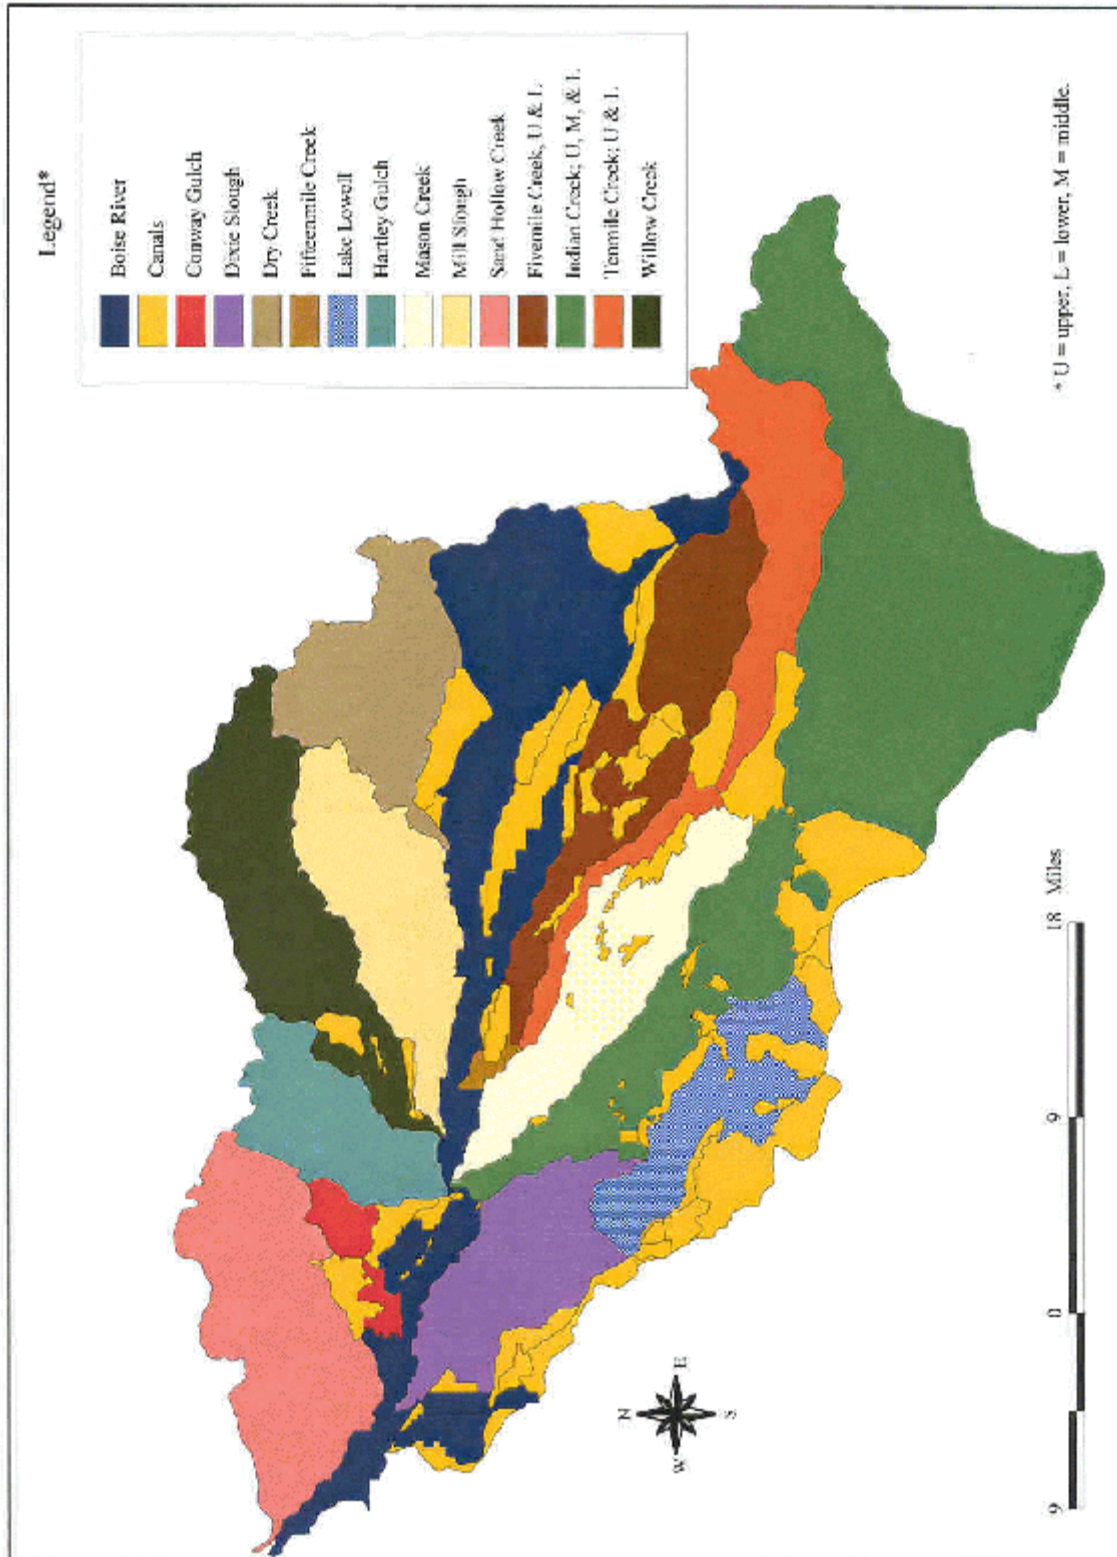 Legend*
Boise River
Canals
Conway Gulch
Dixie Slough
Dry Creek
Fifteenmile Creek
Lake Lowell
Hartley Gulch
Mason Creek
Mill Slough
Sand Hollow Creek
Fivemile Creek, U & L
Indian Creek; U, M, & L
Tenmile Creek; U & L
Willow Creek
N
W
E
S
9 0 9 18 Miles
* U = upper, L = lower, M = middle.